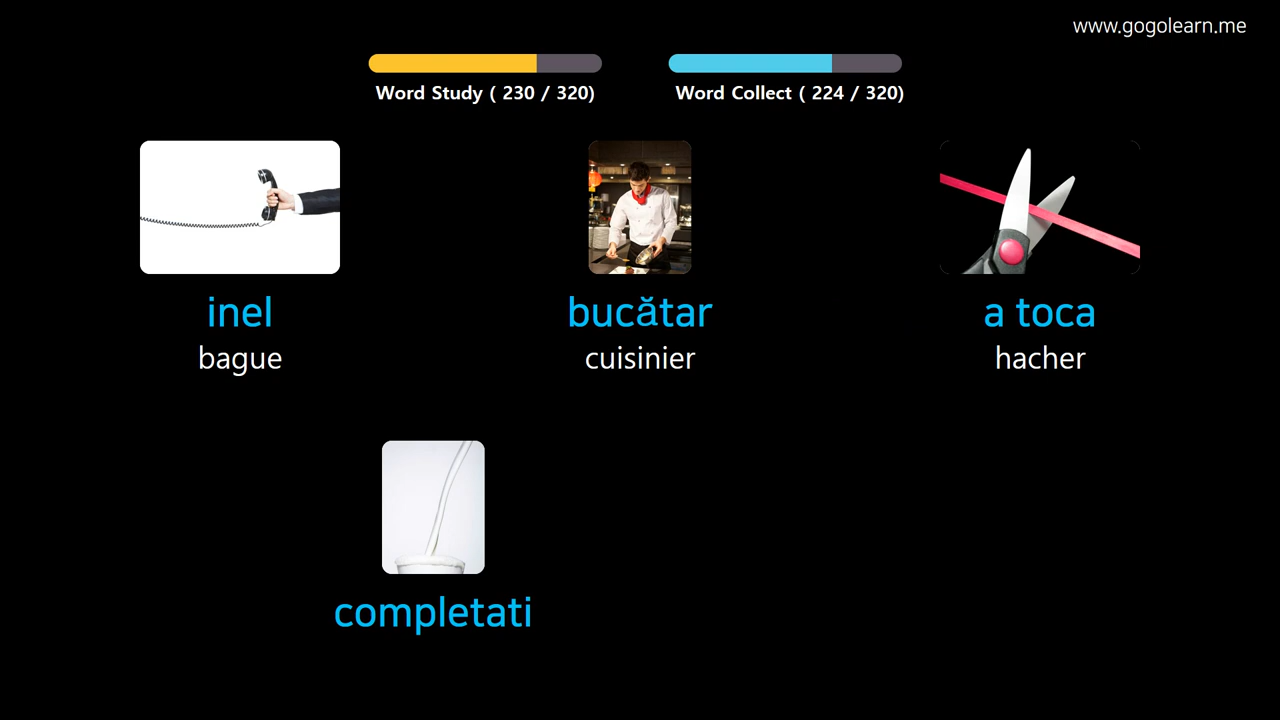 www.gogolearn.me
Word Study ( 230 / 320)
Word Collect ( 224 / 320)
inel
bucătar
a toca
bague
cuisinier
hacher
completati